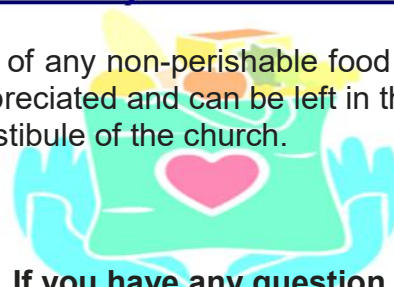 of any non-perishable food
preciated and can be left in th
stibule of the church.
If you have any question